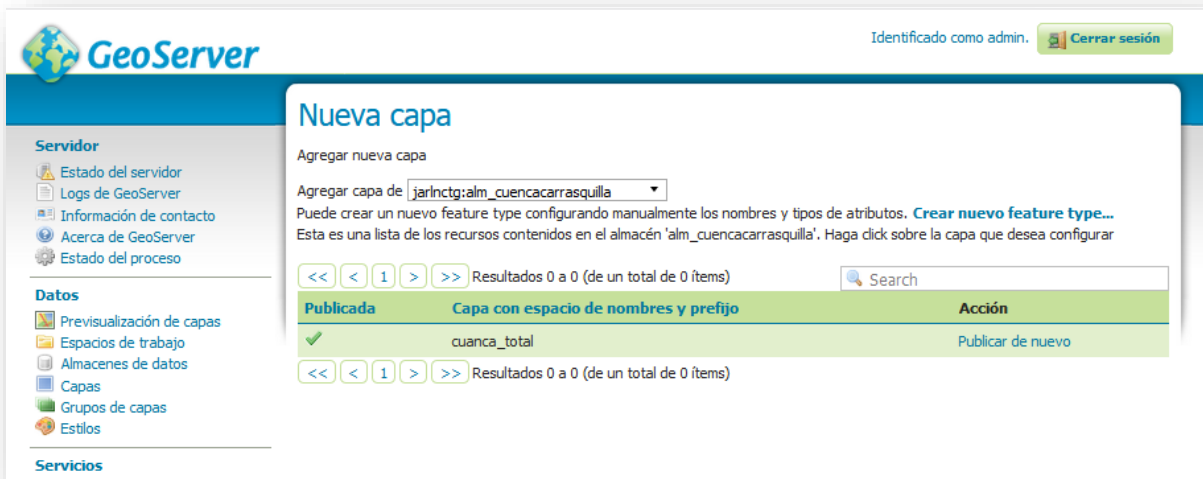 GeoServer
Identificado como admin.
Cerrar sesión
Servidor
Estado del servidor
Logs de GeoServer
Información de contacto
Acerca de GeoServer
Estado del proceso
Datos
Previsualización de capas
Espacios de trabajo
Almacenes de datos
Capas
Grupos de capas
Estilos
Servicios
Nueva capa
Agregar nueva capa
Agregar capa de jarlnctg:alm_cuencacarrasquilla
Puede crear un nuevo feature type configurando manualmente los nombres y tipos de atributos. Crear nuevo feature type...
Esta es una lista de los recursos contenidos en el almacén 'alm_cuencacarrasquilla'. Haga click sobre la capa que desea configurar
<< < 1 > >> Resultados 0 a 0 (de un total de 0 ítems) Search
Publicada Capa con espacio de nombres y prefijo Acción
cuanca_total Publicar de nuevo
<< < 1 > >> Resultados 0 a 0 (de un total de 0 ítems)